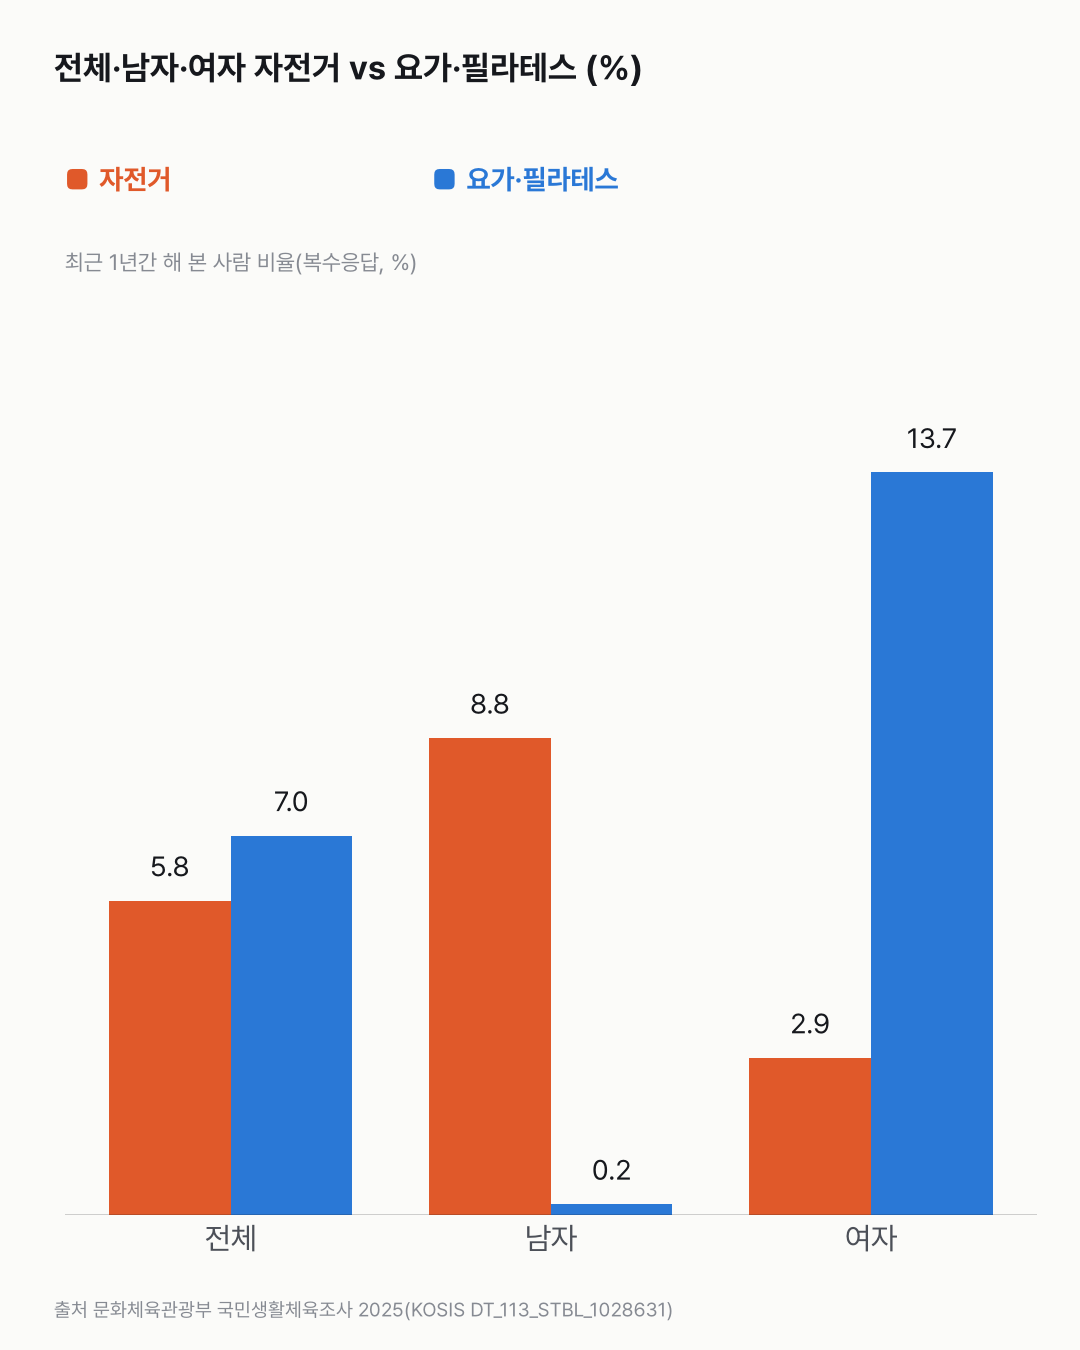 전체·남자·여자 자전거 vs 요가·필라테스 (%)
자전거 요가·필라테스
최근 1년간 해 본 사람 비율(복수응답, %)
13.7
8.8
7.0
5.8
2.9
0.2
전체 남자 여자
출처 문화체육관광부 국민생활체육조사 2025(KOSIS DT_113_STBL_1028631)